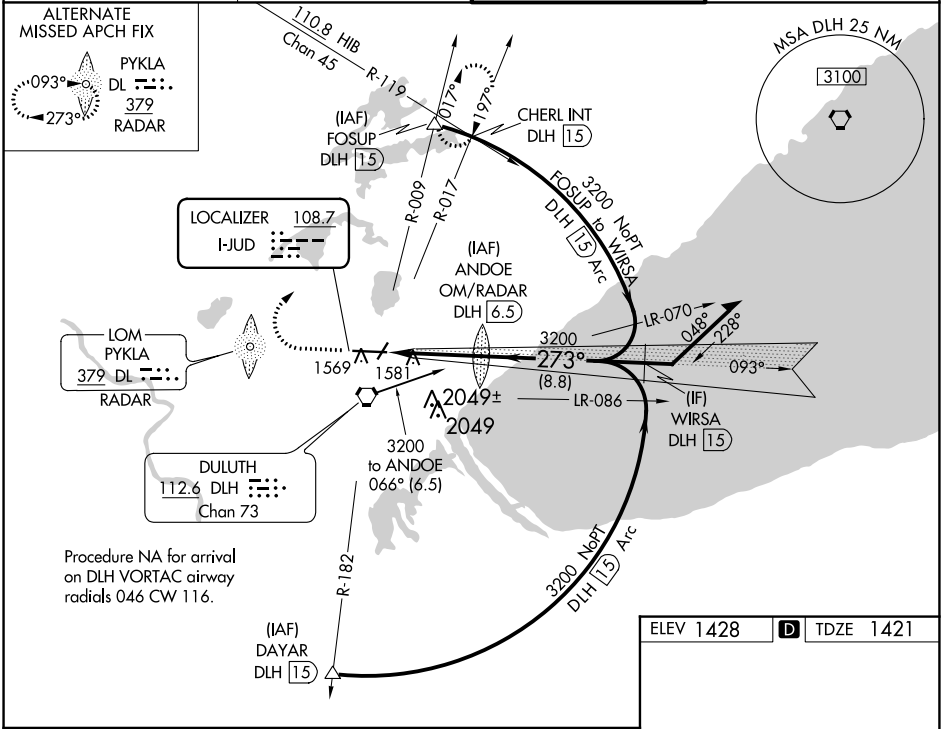 ALTERNATE
MISSED APCH FIX
PYKLA
DL
379
RADAR
093°
273°
110.8 HIB
Chan 45
R-119
017°
197°
(IAF)
FOSUP
DLH 15
CHERL INT
DLH 15
MSA DLH 25 NM
3100
R-009
R-017
3200 NoPT
FOSUP to WIRSA
DLH 15 Arc
LOCALIZER 108.7
I-JUD
(IAF)
ANDOE
OM/RADAR
DLH 6.5
LR-070
048°
228°
3200
273°
(8.8)
093°
LOM
PYKLA
379 DL
RADAR
1569
1581
2049±
2049
LR-086
(IF)
WIRSA
DLH 15
3200
to ANDOE
066° (6.5)
DULUTH
112.6 DLH
Chan 73
R-182
3200 NoPT
DLH 15 Arc
Procedure NA for arrival
on DLH VORTAC airway
radials 046 CW 116.
(IAF)
DAYAR
DLH 15
ELEV 1428 D TDZE 1421